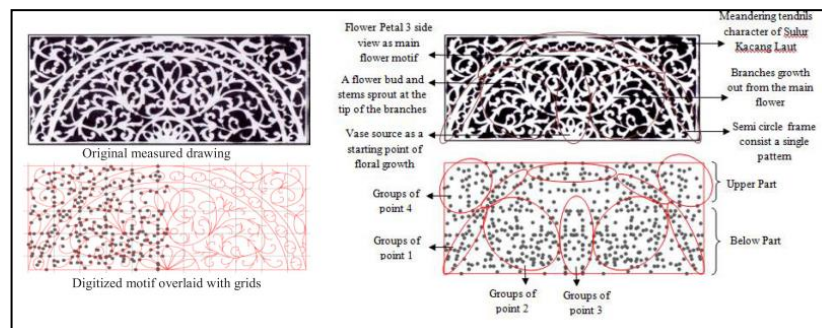 Original measured drawing
Digitized motif overlaid with grids
Flower Petal 3 side
view as main
flower motif
A flower bud and
stems sprout at the
tip of the branches
Vase source as a
starting point of
floral growth
Meandering tendrils
character of Sulur
Kacang Laut
Branches growth
out from the main
flower
Semi circle frame
consist a single
pattern
Groups of
point 4
Groups of
point 1
Groups of
point 2
Groups of
point 3
Upper Part
Below Part